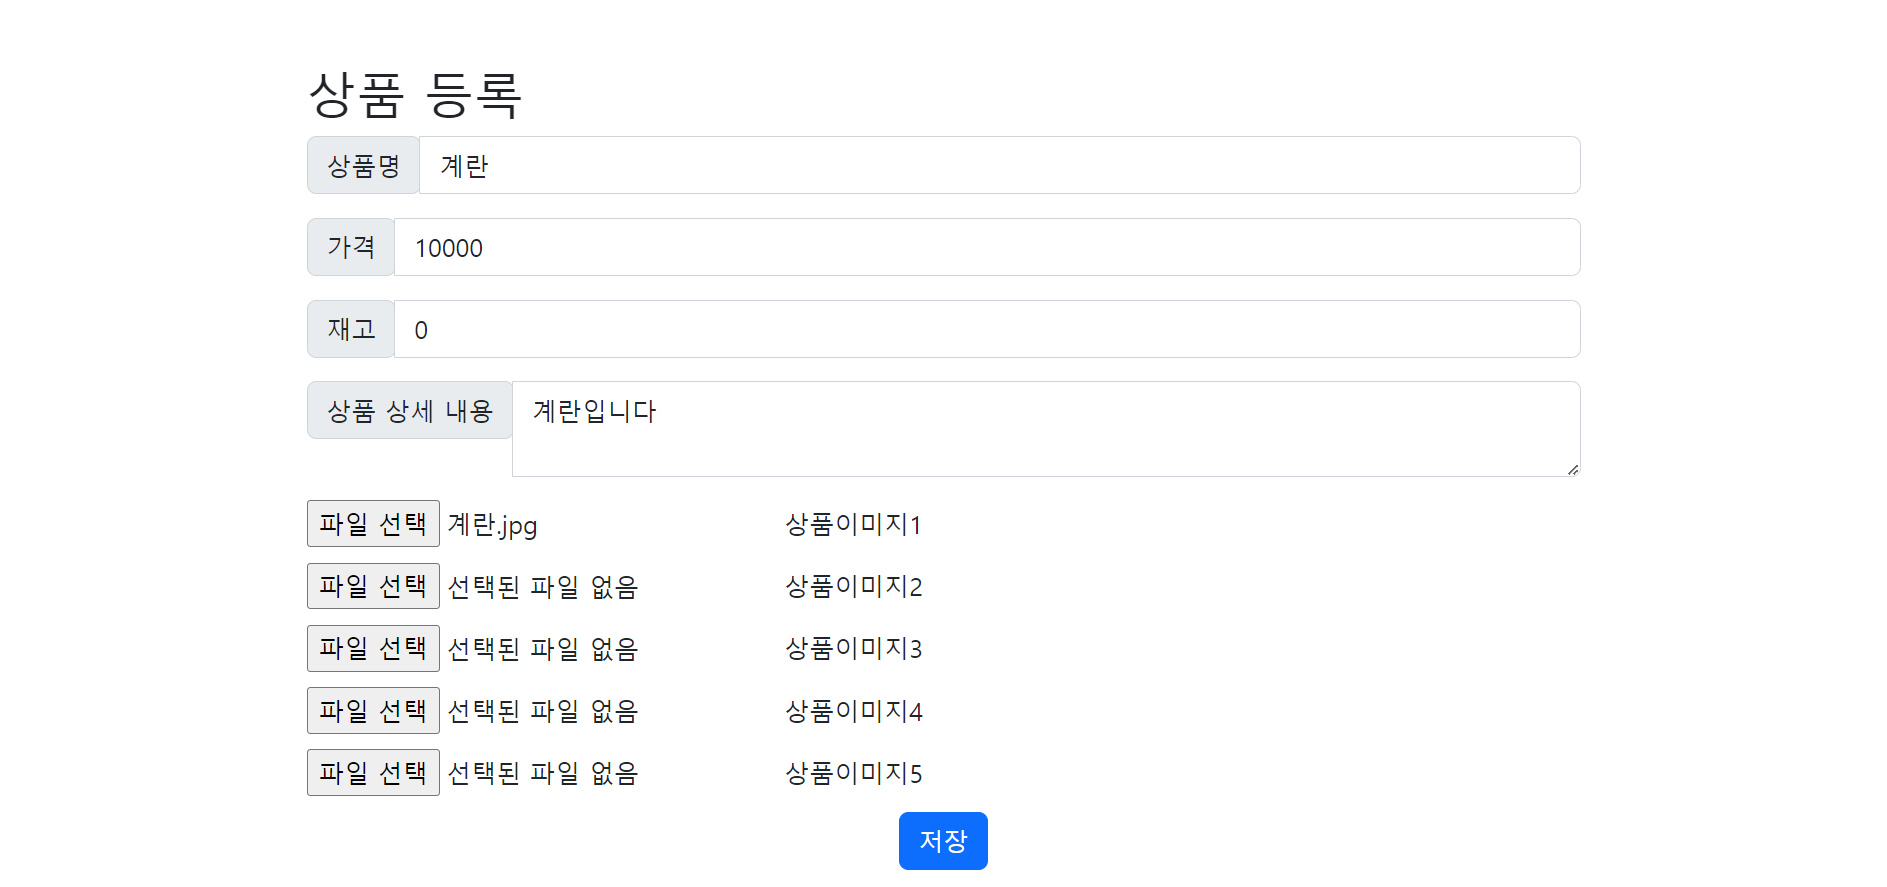 상품 등록
상품명 계란
가격 10000
재고 0
상품 상세 내용 계란입니다
파일 선택 계란.jpg 상품이미지1
파일 선택 선택된 파일 없음 상품이미지2
파일 선택 선택된 파일 없음 상품이미지3
파일 선택 선택된 파일 없음 상품이미지4
파일 선택 선택된 파일 없음 상품이미지5
저장